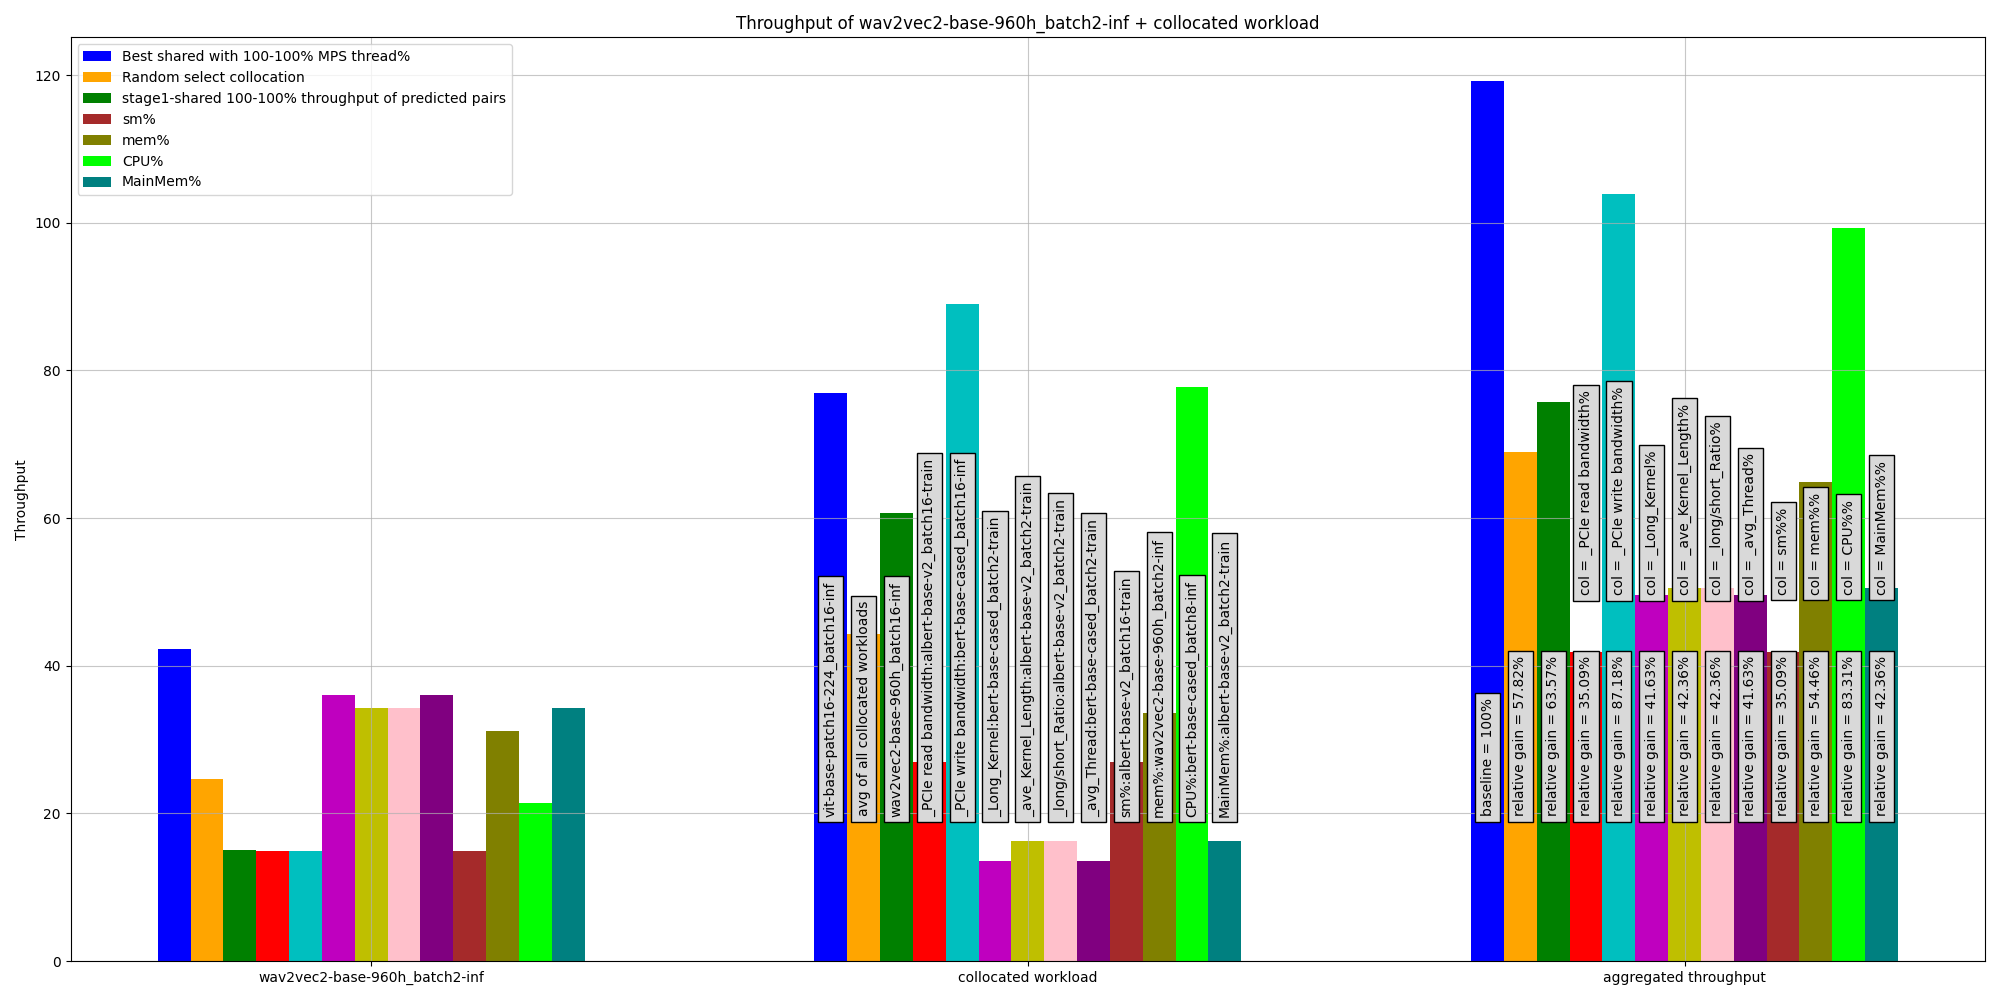 Throughput of wav2vec2-base-960h_batch2-inf + collocated workload
Best shared with 100-100% MPS thread%
Random select collocation
stage1-shared 100-100% throughput of predicted pairs
sm%
mem%
CPU%
MainMem%
Throughput
120
100
80
60
40
20
0
vit-base-patch16-224_batch16-inf
avg of all collocated workloads
wav2vec2-base-960h_batch16-inf
_PCIe read bandwidth:albert-base-v2_batch16-train
_PCIe write bandwidth:bert-base-cased_batch16-inf
_Long_Kernel:bert-base-cased_batch2-train
_ave_Kernel_Length:albert-base-v2_batch2-train
_long/short_Ratio:albert-base-v2_batch2-train
_avg_Thread:bert-base-cased_batch2-train
sm%:albert-base-v2_batch16-train
mem%:wav2vec2-base-960h_batch2-inf
CPU%:bert-base-cased_batch8-inf
MainMem%:albert-base-v2_batch2-train
col = _PCIe read bandwidth%
col = _PCIe write bandwidth%
col = _Long_Kernel%
col = _ave_Kernel_Length%
col = _long/short_Ratio%
col = _avg_Thread%
col = sm%%
col = mem%%
col = CPU%%
col = MainMem%%
baseline = 100%
relative gain = 57.82%
relative gain = 63.57%
relative gain = 35.09%
relative gain = 87.18%
relative gain = 41.63%
relative gain = 42.36%
relative gain = 42.36%
relative gain = 41.63%
relative gain = 35.09%
relative gain = 54.46%
relative gain = 83.31%
relative gain = 42.36%
wav2vec2-base-960h_batch2-inf
collocated workload
aggregated throughput